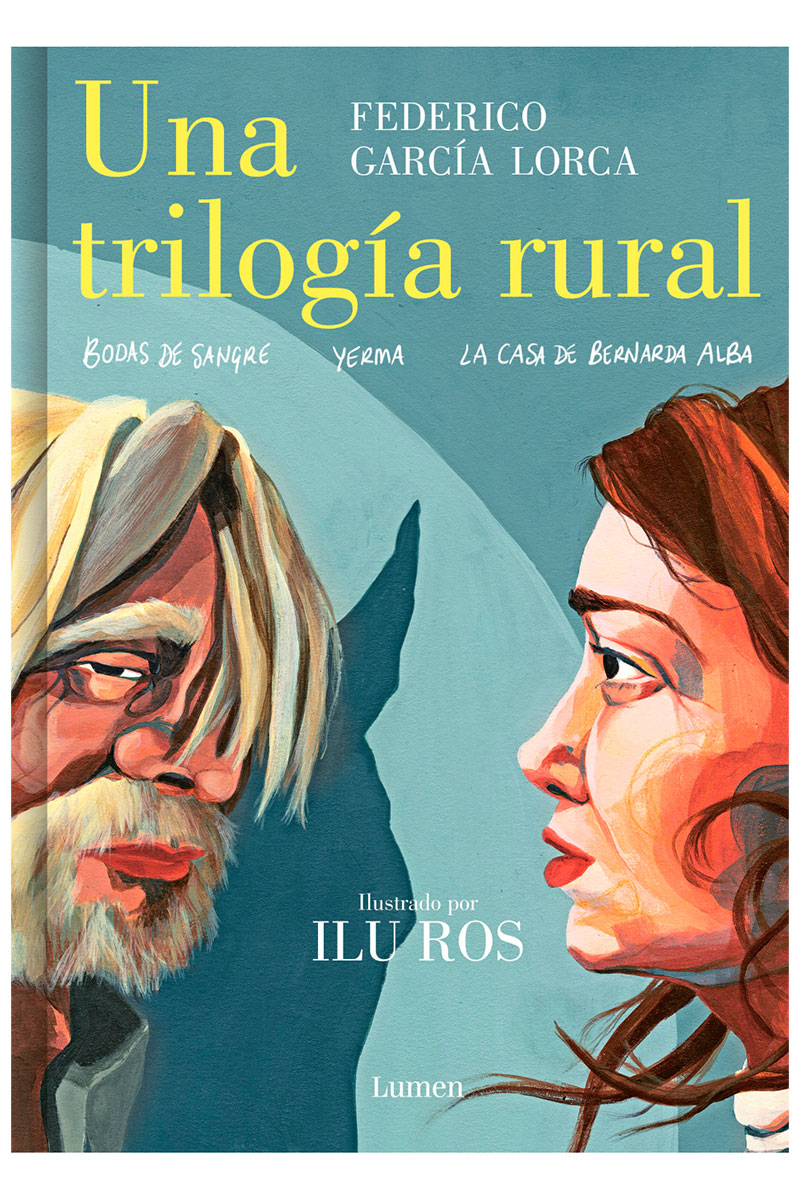 Una
FEDERICO
GARCÍA LORCA
trilogía rural
BODAS DE SANGRE YERMA LA CASA DE BERNARDA ALBA
Ilustrado por
ILU ROS
Lumen